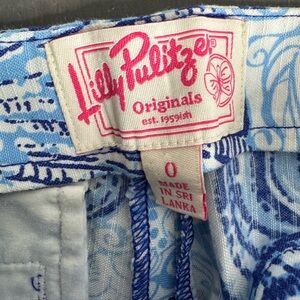 Lilly Pulitzer
Originals
est. 1959ish
0
MADE
IN SRI
LANKA